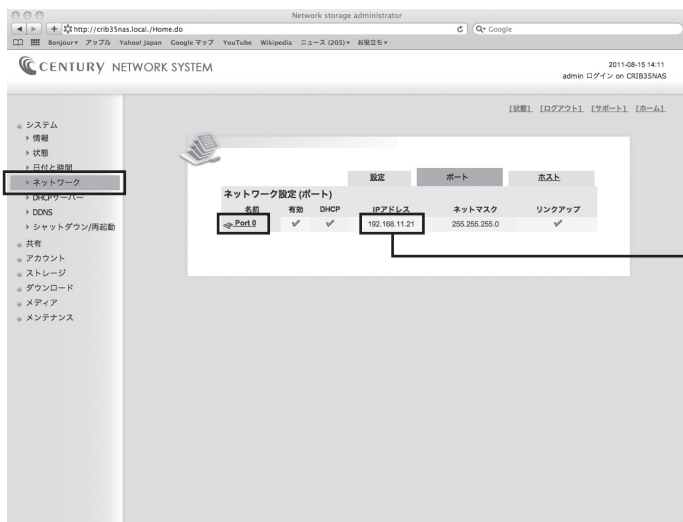 Network storage administrator
http://crib35nas.local./Home.do
Google
Bonjour▼ アップル Yahoo! Japan Google マップ YouTube Wikipedia ニュース (205)▼ お役立ち▼
CENTURY NETWORK SYSTEM
2011-08-15 14:11
admin ログイン on CRIB35NAS
[状態] [ログアウト] [サポート] [ホーム]
システム
情報
状態
日付と時間
ネットワーク
DHCPサーバー
DDNS
シャットダウン/再起動
共有
アカウント
ストレージ
ダウンロード
メディア
メンテナンス
設定 ポート ホスト
ネットワーク設定 (ポート)
名前 有効 DHCP IPアドレス ネットマスク リンクアップ
Port 0 ✓ ✓ 192.168.11.21 255.255.255.0 ✓